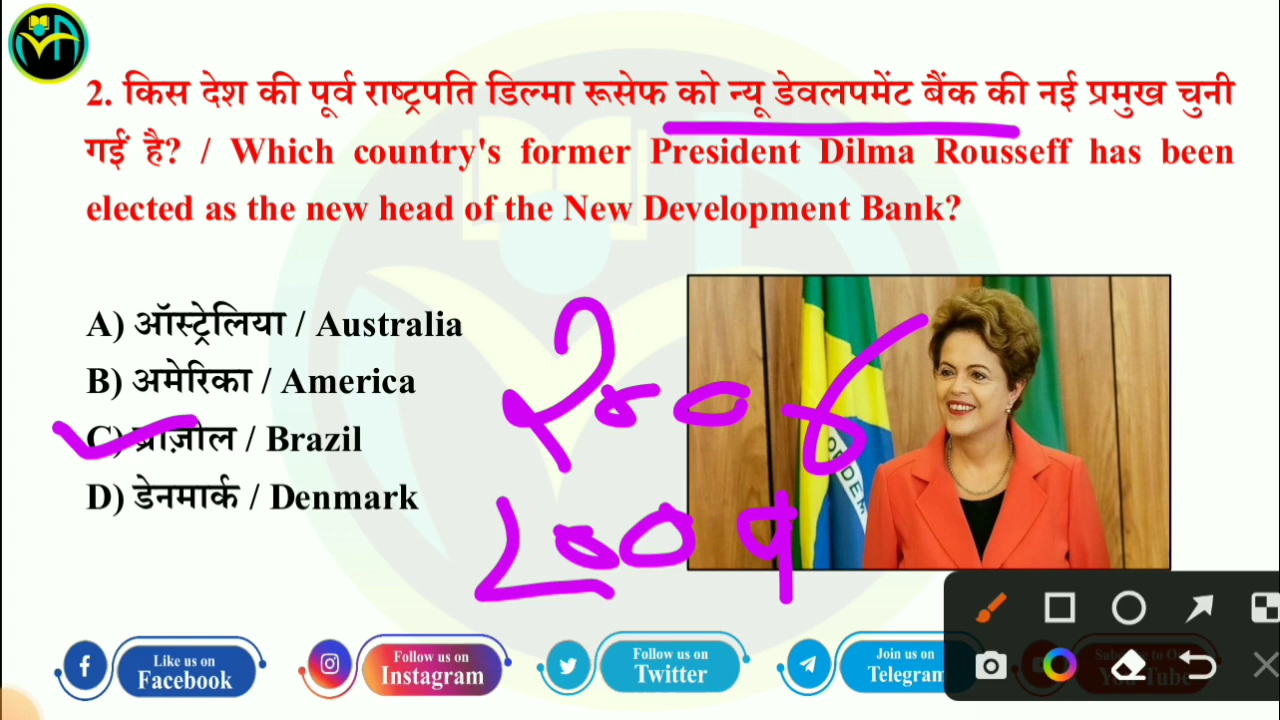 2. किस देश की पूर्व राष्ट्रपति डिल्मा रूसेफ को न्यू डेवलपमेंट बैंक की नई प्रमुख चुनी
गईं है? / Which country's former President Dilma Rousseff has been
elected as the new head of the New Development Bank?
A) ऑस्ट्रेलिया / Australia
B) अमेरिका / America
C) ब्राज़ील / Brazil
D) डेनमार्क / Denmark
2009
Like us on
Facebook
Follow us on
Instagram
Follow us on
Twitter
Join us on
Telegram